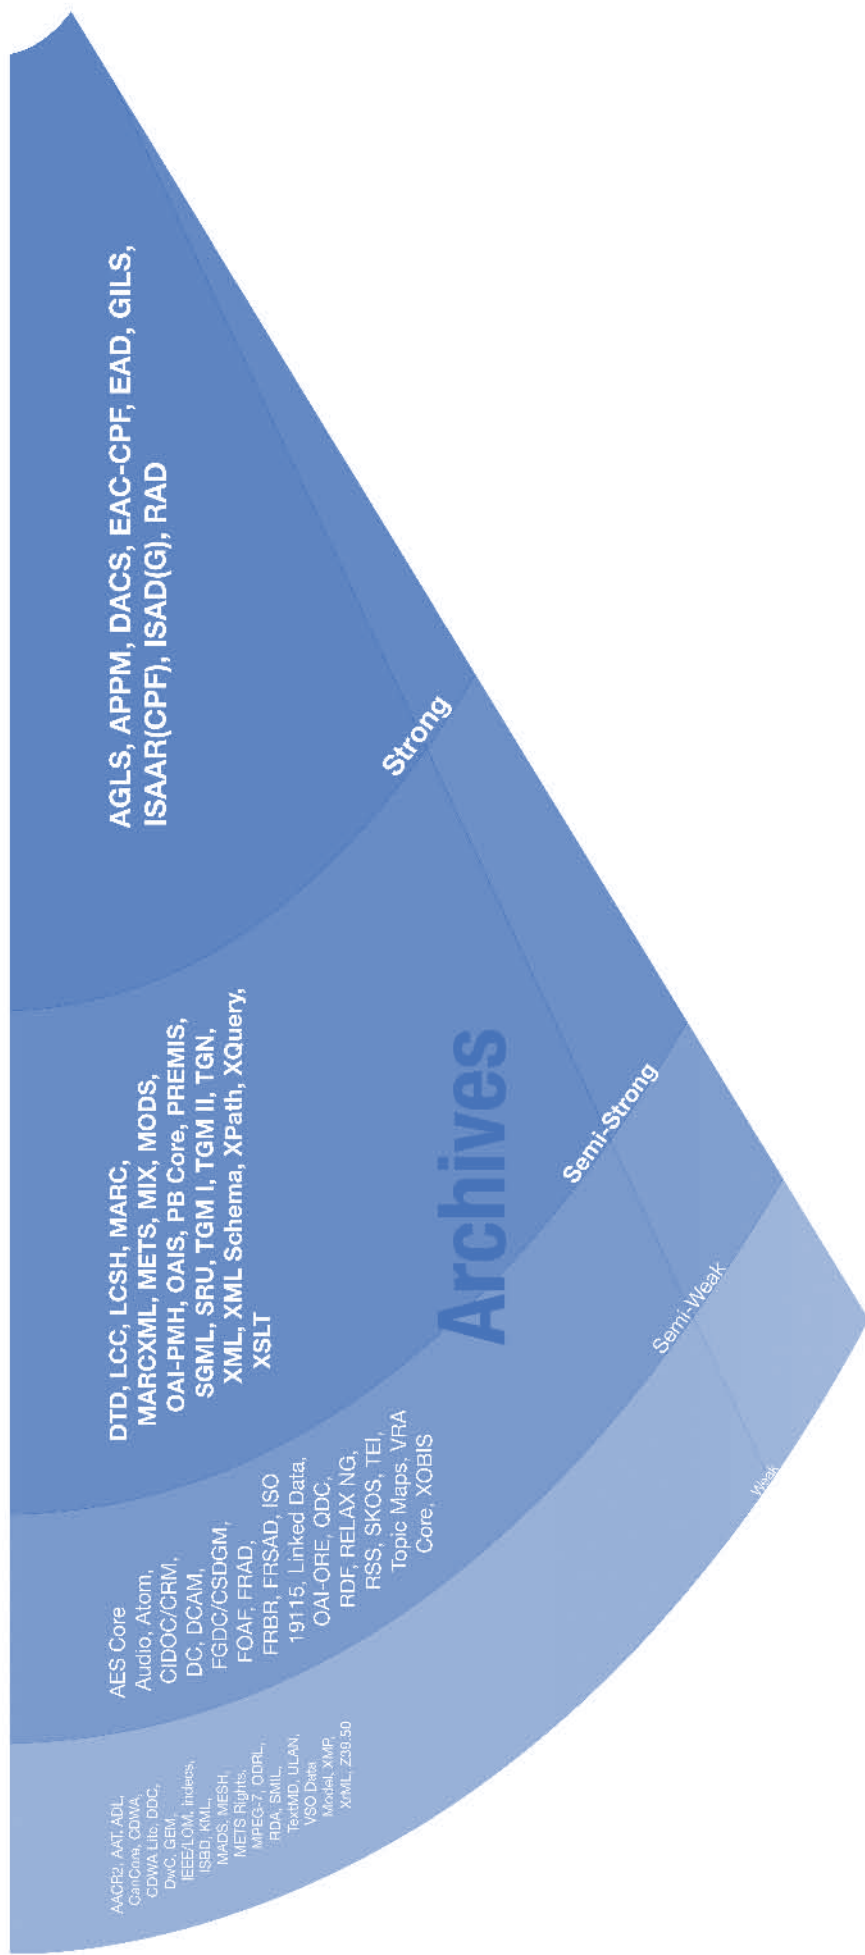 AGLS, APPM, DACS, EAC-CPF, EAD, GILS,
ISAAR(CPF), ISAD(G), RAD
Strong
DTD, LCC, LCSH, MARC,
MARCXML, METS, MIX, MODS,
OAI-PMH, OAIS, PB Core, PREMIS,
SGML, SRU, TGM I, TGM II, TGN,
XML, XML Schema, XPath, XQuery,
XSLT
Archives
Semi-Strong
AES Core
Audio, Atom,
CIDOC/CRM,
DC, DCAM,
FGDC/CSDGM,
FOAF, FRAD,
FRBR, FRSAD, ISO
19115, Linked Data,
OAI-ORE, QDC,
RDF, RELAX NG,
RSS, SKOS, TEI,
Topic Maps, VRA
Core, XOBIS
Semi-Weak
AACR2, AAT, ADL,
CanCore, CDWA,
CDWA Lite, DDC,
DwC, GEM,
IEEE/LOM, indecs,
ISBD, KML,
MADS, MESH,
METS Rights,
MPEG-7, ODRL,
RDA, SMIL,
TextMD, ULAN,
VSO Data
Model, XMP,
XrML, Z39.50
Weak